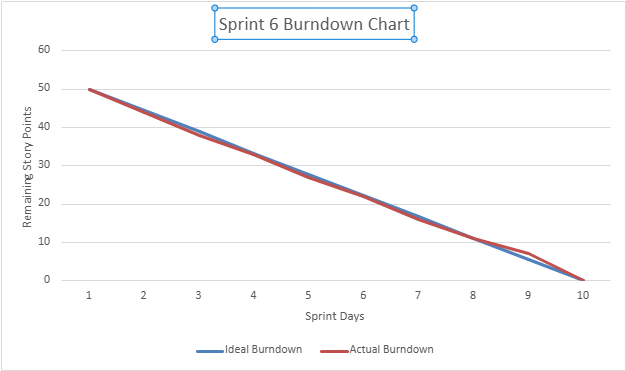 Sprint 6 Burndown Chart
60
50
40
30
20
10
0
Remaining Story Points
1 2 3 4 5 6 7 8 9 10
Sprint Days
Ideal Burndown Actual Burndown